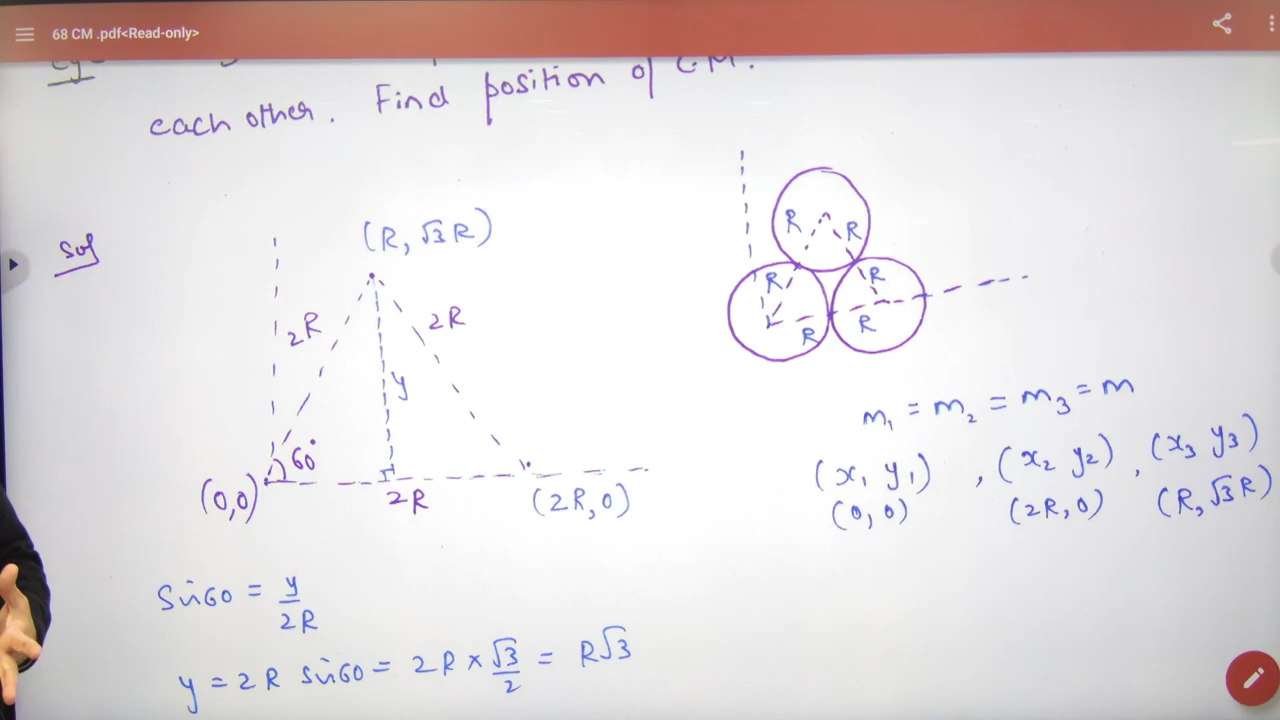 68 CM .pdf<Read-only>
each other. Find position of C.M.
Sol
(R, √3 R)
2R
2R
y
60°
(0,0)
2R
(2R, 0)
R
R
R
R
R
R
m₁ = m₂ = m₃ = m
(x₁ y₁) , (x₂ y₂) , (x₃ y₃)
(0, 0) (2R, 0) (R, √3 R)
Sin60 = y/2R
y = 2R sin60 = 2R × √3/2 = R√3